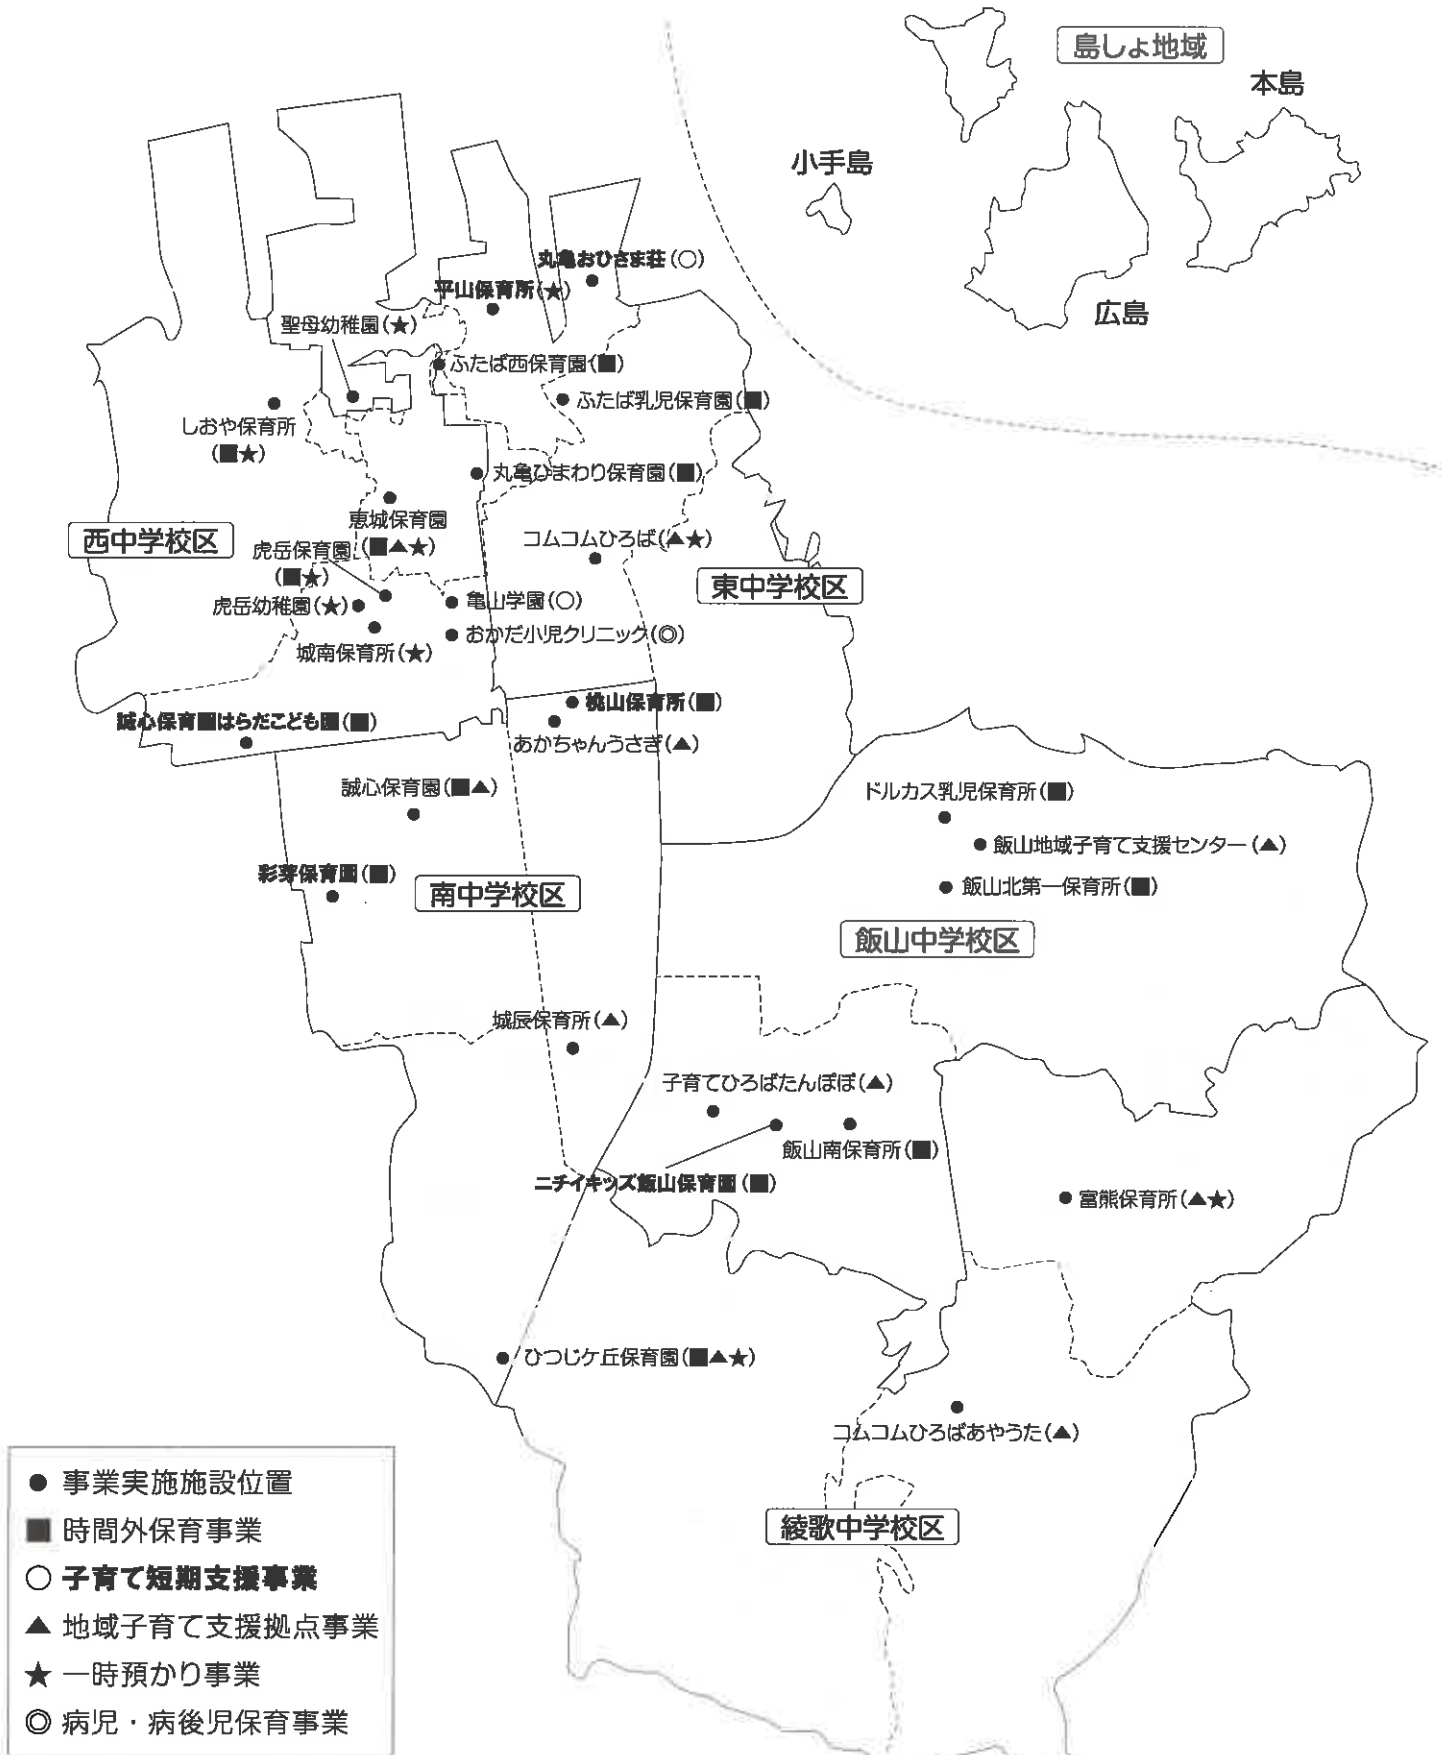 島しょ地域
本島
小手島
広島
丸亀おひさま荘(○)
平山保育所(★)
聖母幼稚園(★)
ふたば西保育園(■)
ふたば乳児保育園(■)
しおや保育所
(■★)
丸亀ひまわり保育園(■)
恵城保育園
(■▲★)
西中学校区
虎岳保育園
(■★)
コムコムひろば(▲★)
東中学校区
虎岳幼稚園(★)
亀山学園(○)
おかだ小児クリニック(◎)
城南保育所(★)
桃山保育所(■)
誠心保育園はらだこども園(■)
あかちゃんうさぎ(▲)
誠心保育園(■▲)
ドルカス乳児保育所(■)
飯山地域子育て支援センター(▲)
彩芽保育園(■)
南中学校区
飯山北第一保育所(■)
飯山中学校区
城辰保育所(▲)
子育てひろばたんぽぽ(▲)
飯山南保育所(■)
ニチイキッズ飯山保育園(■)
富熊保育所(▲★)
ひつじケ丘保育園(■▲★)
コムコムひろばあやうた(▲)
綾歌中学校区
● 事業実施施設位置
■ 時間外保育事業
○ 子育て短期支援事業
▲ 地域子育て支援拠点事業
★ 一時預かり事業
◎ 病児・病後児保育事業